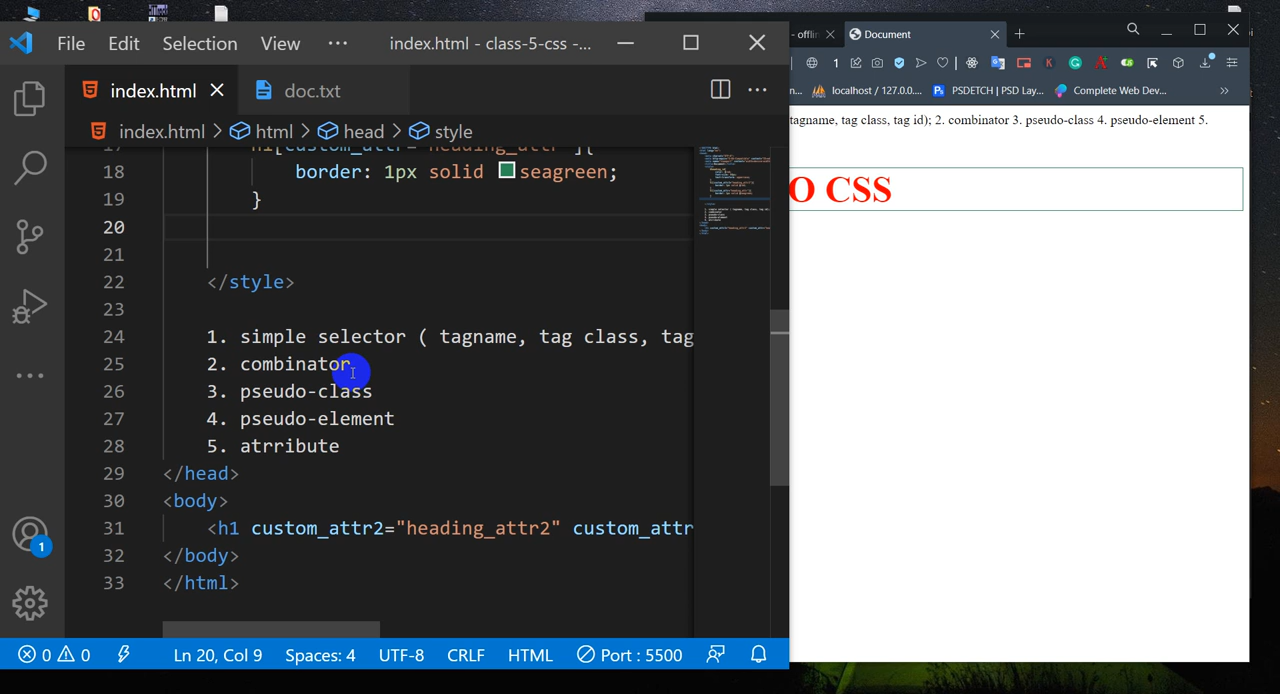 File Edit Selection View ··· index.html - class-5-css -...
index.html doc.txt
index.html > html > head > style
18 border: 1px solid seagreen;
19 }
20
21
22 </style>
23
24 1. simple selector ( tagname, tag class, tag
25 2. combinator
26 3. pseudo-class
27 4. pseudo-element
28 5. atrribute
29 </head>
30 <body>
31 <h1 custom_attr2="heading_attr2" custom_attr
32 </body>
33 </html>
1
0 0 Ln 20, Col 9 Spaces: 4 UTF-8 CRLF HTML Port : 5500
- offlin Document
1
n... localhost / 127.0.0.... PSDETCH | PSD Lay... Complete Web Dev...
tagname, tag class, tag id); 2. combinator 3. pseudo-class 4. pseudo-element 5.
O CSS